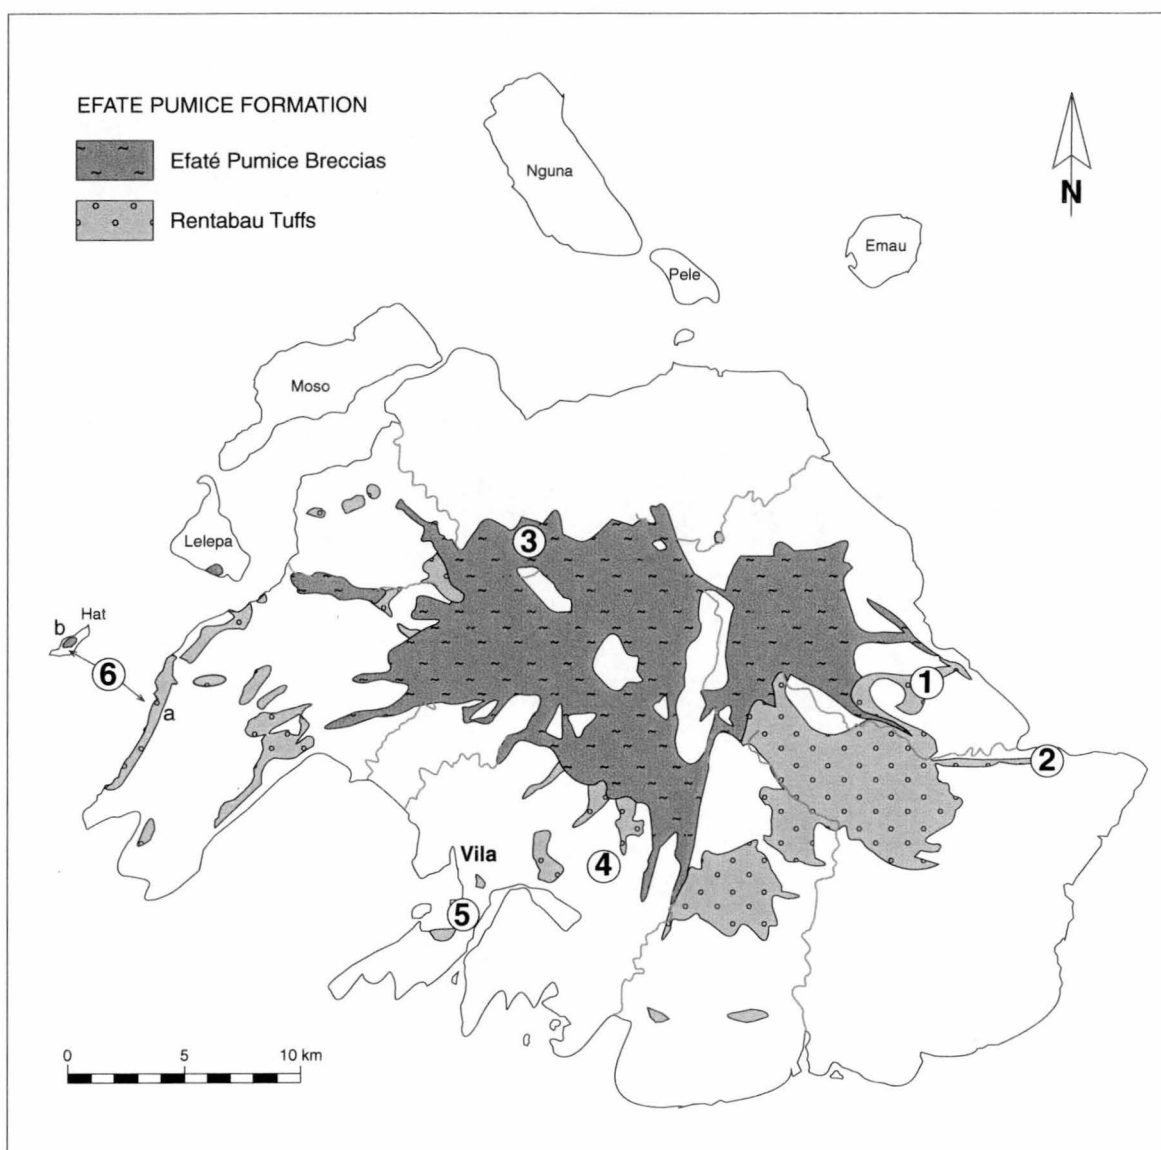 EFATE PUMICE FORMATION
Efaté Pumice Breccias
Rentabau Tuffs
N
Nguna
Emau
Pele
Moso
Lelepa
3
Hat
b
6
a
1
2
Vila
4
5
0 5 10 km